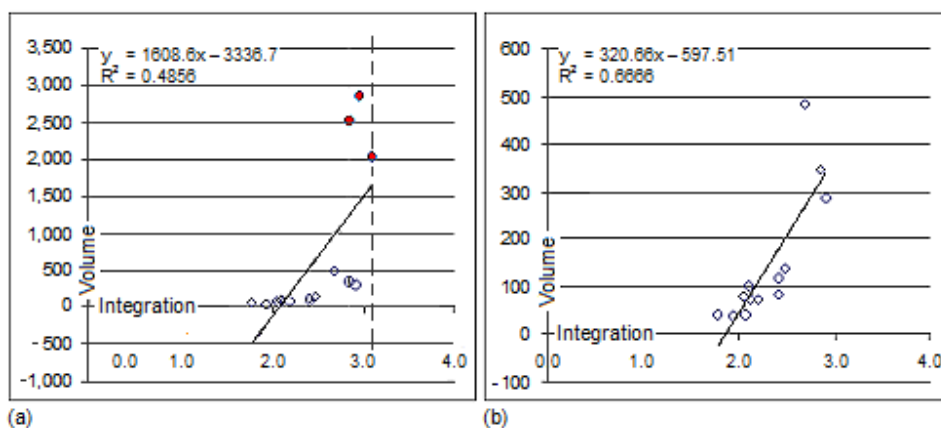 y = 1608.6x – 3336.7
R² = 0.4856
3,500
3,000
2,500
2,000
1,500
1,000
500
0
- 500
-1,000
Volume
Integration
0.0 1.0 2.0 3.0 4.0
(a)
y = 320.66x – 597.51
R² = 0.6666
600
500
400
300
200
100
0
- 100
Volume
Integration
0.0 2.0 3.0 4.0
(b)